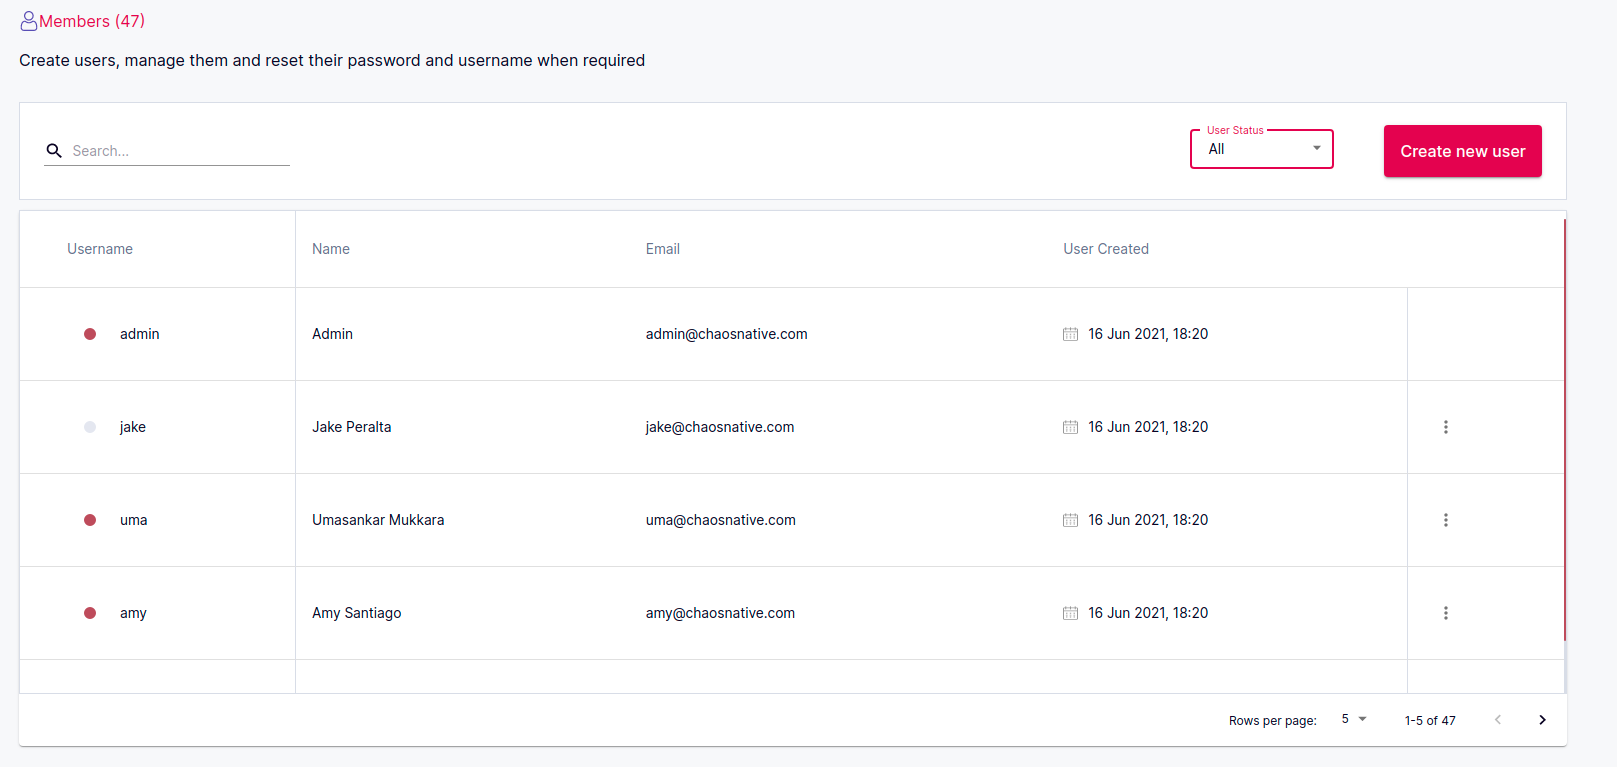 Members (47)
Create users, manage them and reset their password and username when required
Search...
User Status
All
Create new user
Username Name Email User Created
admin Admin admin@chaosnative.com 16 Jun 2021, 18:20
jake Jake Peralta jake@chaosnative.com 16 Jun 2021, 18:20
uma Umasankar Mukkara uma@chaosnative.com 16 Jun 2021, 18:20
amy Amy Santiago amy@chaosnative.com 16 Jun 2021, 18:20
Rows per page: 5 1-5 of 47